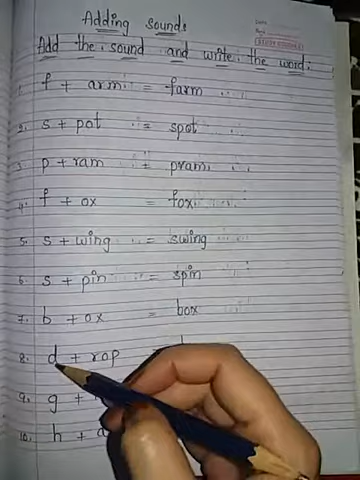 Adding sounds
Add the sound and write the word:
1. f + arm = farm
2. s + pot = spot
3. p + ram = pram
4. f + ox = fox
5. s + wing = swing
6. s + pin = spin
7. b + ox = box
8. d + rop
9. g +
10. h +